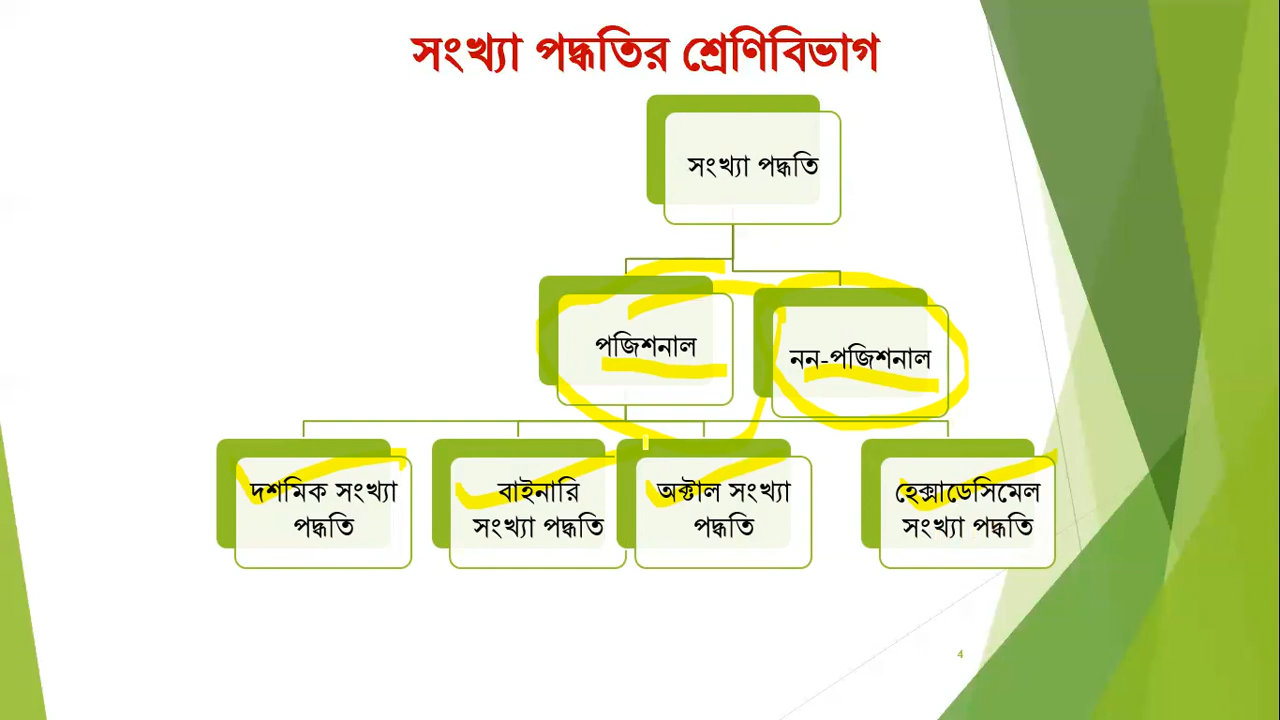 সংখ্যা পদ্ধতির শ্রেণিবিভাগ
সংখ্যা পদ্ধতি
পজিশনাল
নন-পজিশনাল
দশমিক সংখ্যা
পদ্ধতি
বাইনারি
সংখ্যা পদ্ধতি
অক্টাল সংখ্যা
পদ্ধতি
হেক্সাডেসিমেল
সংখ্যা পদ্ধতি
4